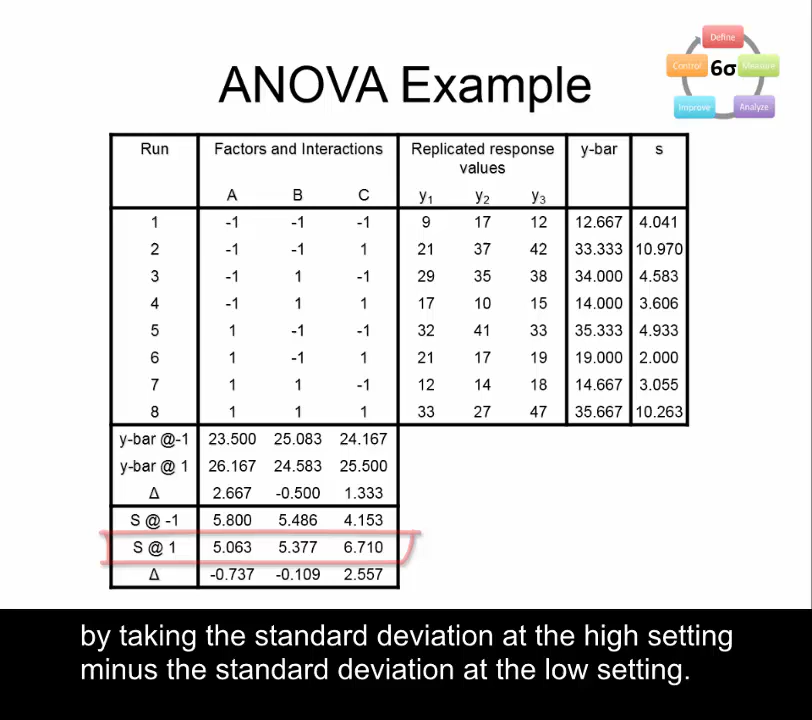 ANOVA Example
Define
Control 6σ Measure
Improve Analyze
Run Factors and Interactions Replicated response values y-bar s
A B C y1 y2 y3
1 -1 -1 -1 9 17 12 12.667 4.041
2 -1 -1 1 21 37 42 33.333 10.970
3 -1 1 -1 29 35 38 34.000 4.583
4 -1 1 1 17 10 15 14.000 3.606
5 1 -1 -1 32 41 33 35.333 4.933
6 1 -1 1 21 17 19 19.000 2.000
7 1 1 -1 12 14 18 14.667 3.055
8 1 1 1 33 27 47 35.667 10.263
y-bar @-1 23.500 25.083 24.167
y-bar @ 1 26.167 24.583 25.500
Δ 2.667 -0.500 1.333
S @ -1 5.800 5.486 4.153
S @ 1 5.063 5.377 6.710
Δ -0.737 -0.109 2.557
by taking the standard deviation at the high setting
minus the standard deviation at the low setting.